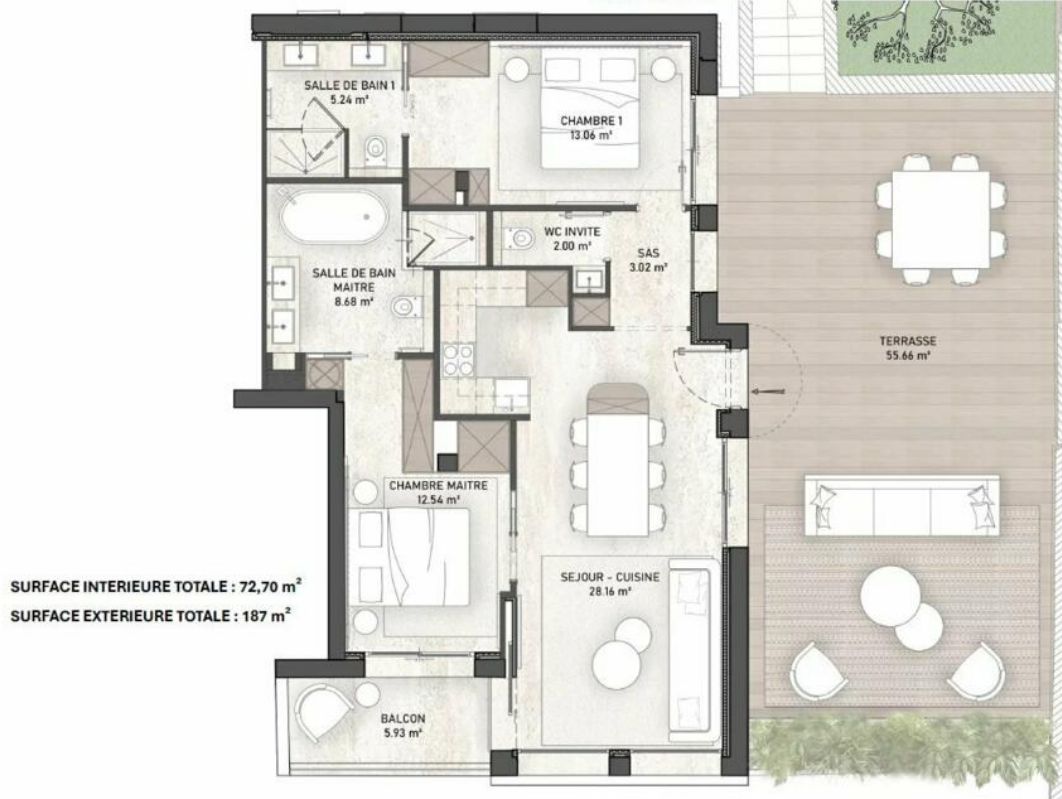 SALLE DE BAIN 1
5.24 m²
CHAMBRE 1
13.06 m²
WC INVITE
2.00 m²
SAS
3.02 m²
SALLE DE BAIN
MAITRE
8.68 m²
TERRASSE
55.66 m²
CHAMBRE MAITRE
12.54 m²
SEJOUR - CUISINE
28.16 m²
SURFACE INTERIEURE TOTALE : 72,70 m²
SURFACE EXTERIEURE TOTALE : 187 m²
BALCON
5.93 m²